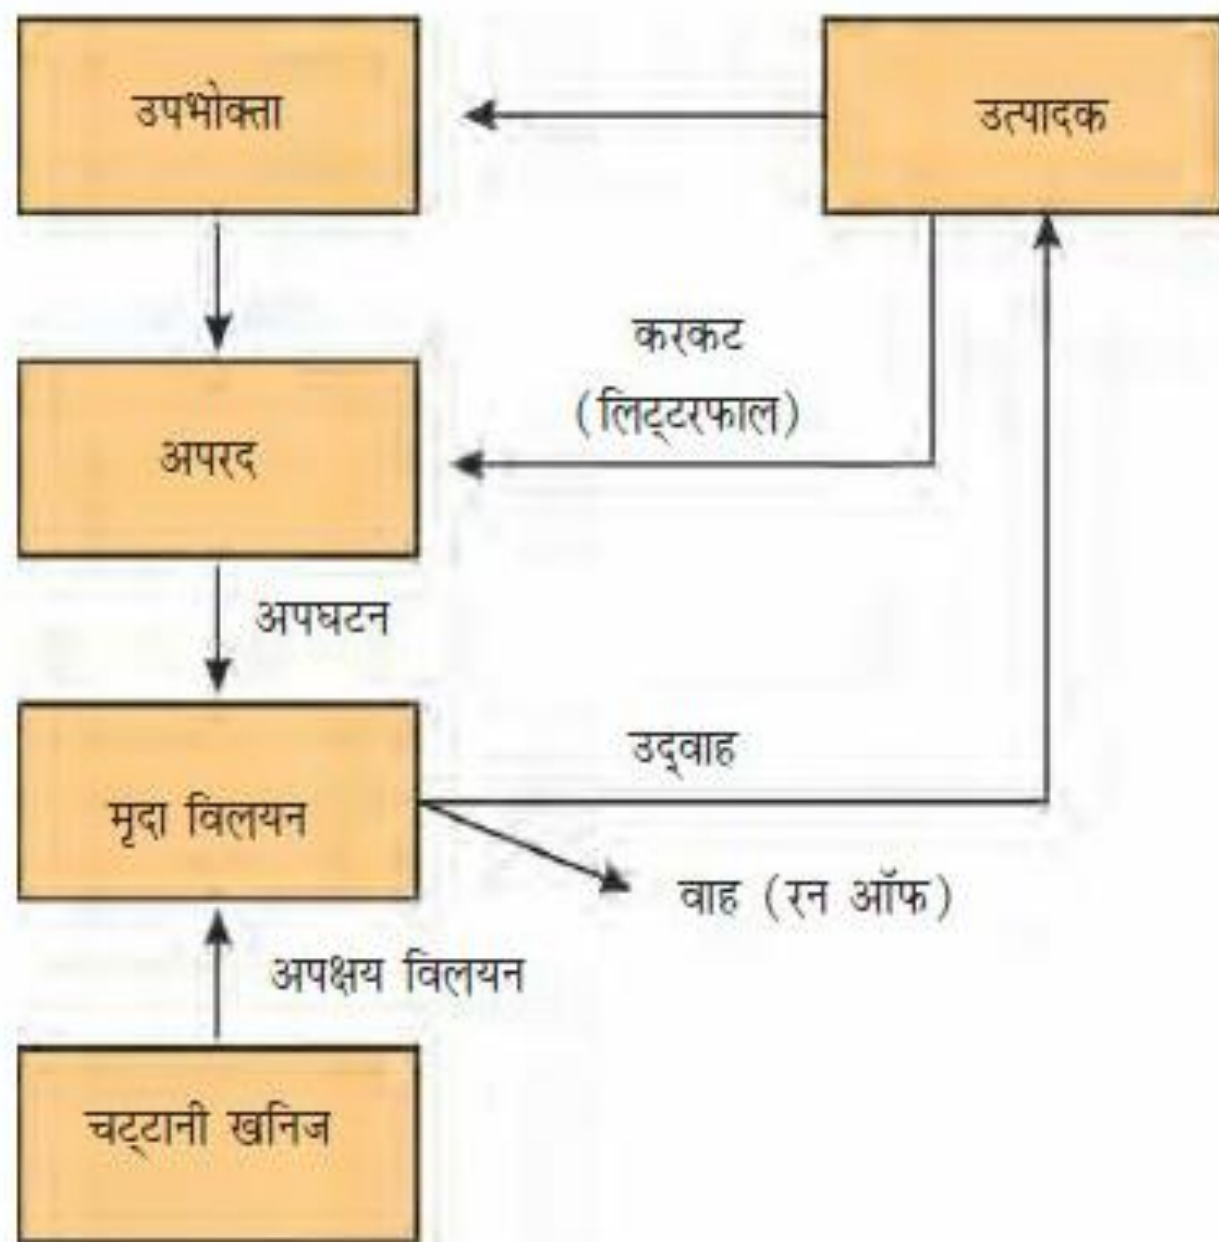 उपभोक्ता
उत्पादक
करकट
(लिट्टरफाल)
अपरद
अपघटन
उद्वाह
मृदा विलयन
वाह (रन ऑफ)
अपक्षय विलयन
चट्टानी खनिज